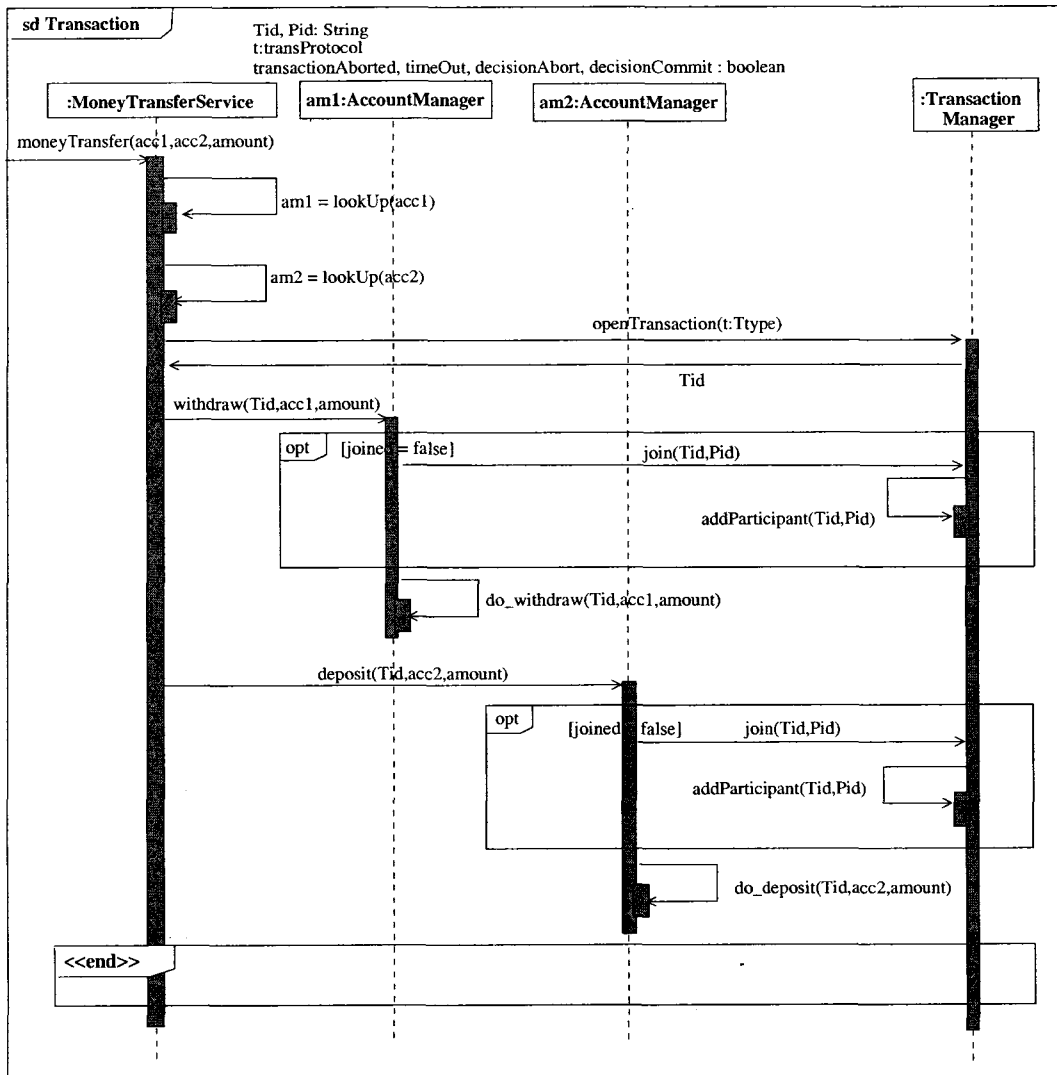 sd Transaction
Tid, Pid: String
t:transProtocol
transactionAborted, timeOut, decisionAbort, decisionCommit : boolean
:MoneyTransferService
am1:AccountManager
am2:AccountManager
:Transaction
Manager
moneyTransfer(acc1,acc2,amount)
am1 = lookUp(acc1)
am2 = lookUp(acc2)
openTransaction(t:Ttype)
Tid
withdraw(Tid,acc1,amount)
opt
[joined = false]
join(Tid,Pid)
addParticipant(Tid,Pid)
do_withdraw(Tid,acc1,amount)
deposit(Tid,acc2,amount)
opt
[joined false]
join(Tid,Pid)
addParticipant(Tid,Pid)
do_deposit(Tid,acc2,amount)
<<end>>